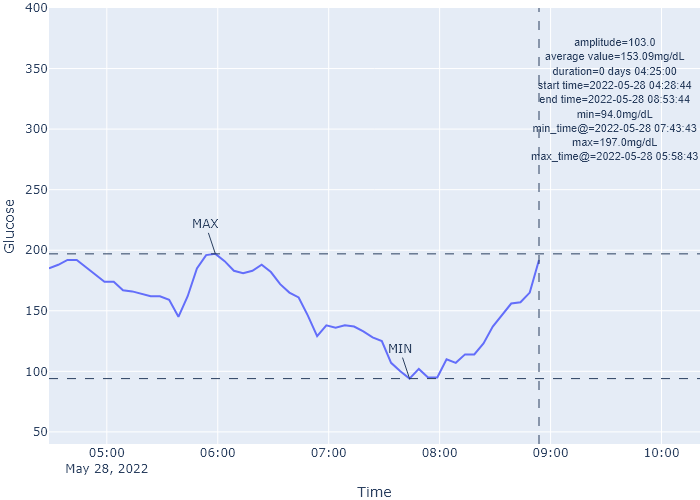 400
350
300
250
200
150
100
50
Glucose
amplitude=103.0
average value=153.09mg/dL
duration=0 days 04:25:00
start time=2022-05-28 04:28:44
end time=2022-05-28 08:53:44
min=94.0mg/dL
min_time@=2022-05-28 07:43:43
max=197.0mg/dL
max_time@=2022-05-28 05:58:43
MAX
MIN
05:00 06:00 07:00 08:00 09:00 10:00
May 28, 2022
Time